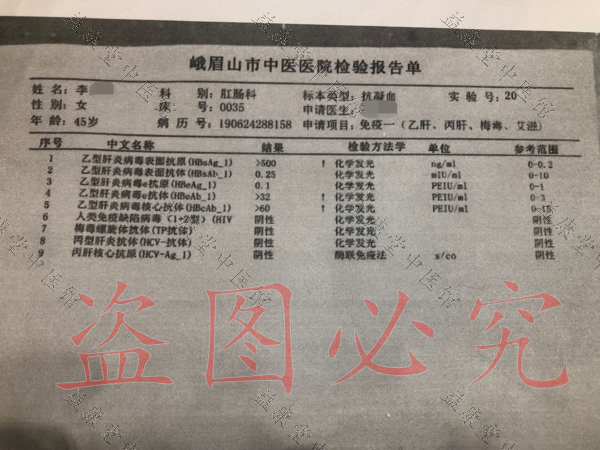 峨眉山市中医医院检验报告单
姓 名：李 科 别：肛肠科 标本类型：抗凝血 实 验 号：20
性 别：女 床 号：0035 申请医生：
年 龄：45岁 病 历 号：190624288158 申请项目：免疫一（乙肝、丙肝、梅毒、艾滋）
序号 中文名称 结果 检验方法学 单位 参考范围
1 乙型肝炎病毒表面抗原(HBsAg_1) >500 ↑ 化学发光 ng/ml 0-0.2
2 乙型肝炎病毒表面抗体(HBsAb_1) 0.25 化学发光 mIU/ml 0-10
3 乙型肝炎病毒e抗原(HBeAg_1) 0.1 化学发光 PEIU/ml 0-1
4 乙型肝炎病毒e抗体(HBeAb_1) >32 ↑ 化学发光 PEIU/ml 0-3
5 乙型肝炎病毒核心抗体(HBcAb_1) >60 ↑ 化学发光 PEIU/ml
6 人类免疫缺陷病毒（1+2型）(HIV 阴性 化学发光 阴性
7 梅毒螺旋体抗体(TP抗体) 阴性 化学发光 阴性
8 丙型肝炎抗体(HCV-抗体) 阴性 化学发光 阴性
9 丙肝核心抗原(HCV-Ag_1) 阴性 酶联免疫法 s/co 阴性
盗图必究
益康堂中医馆